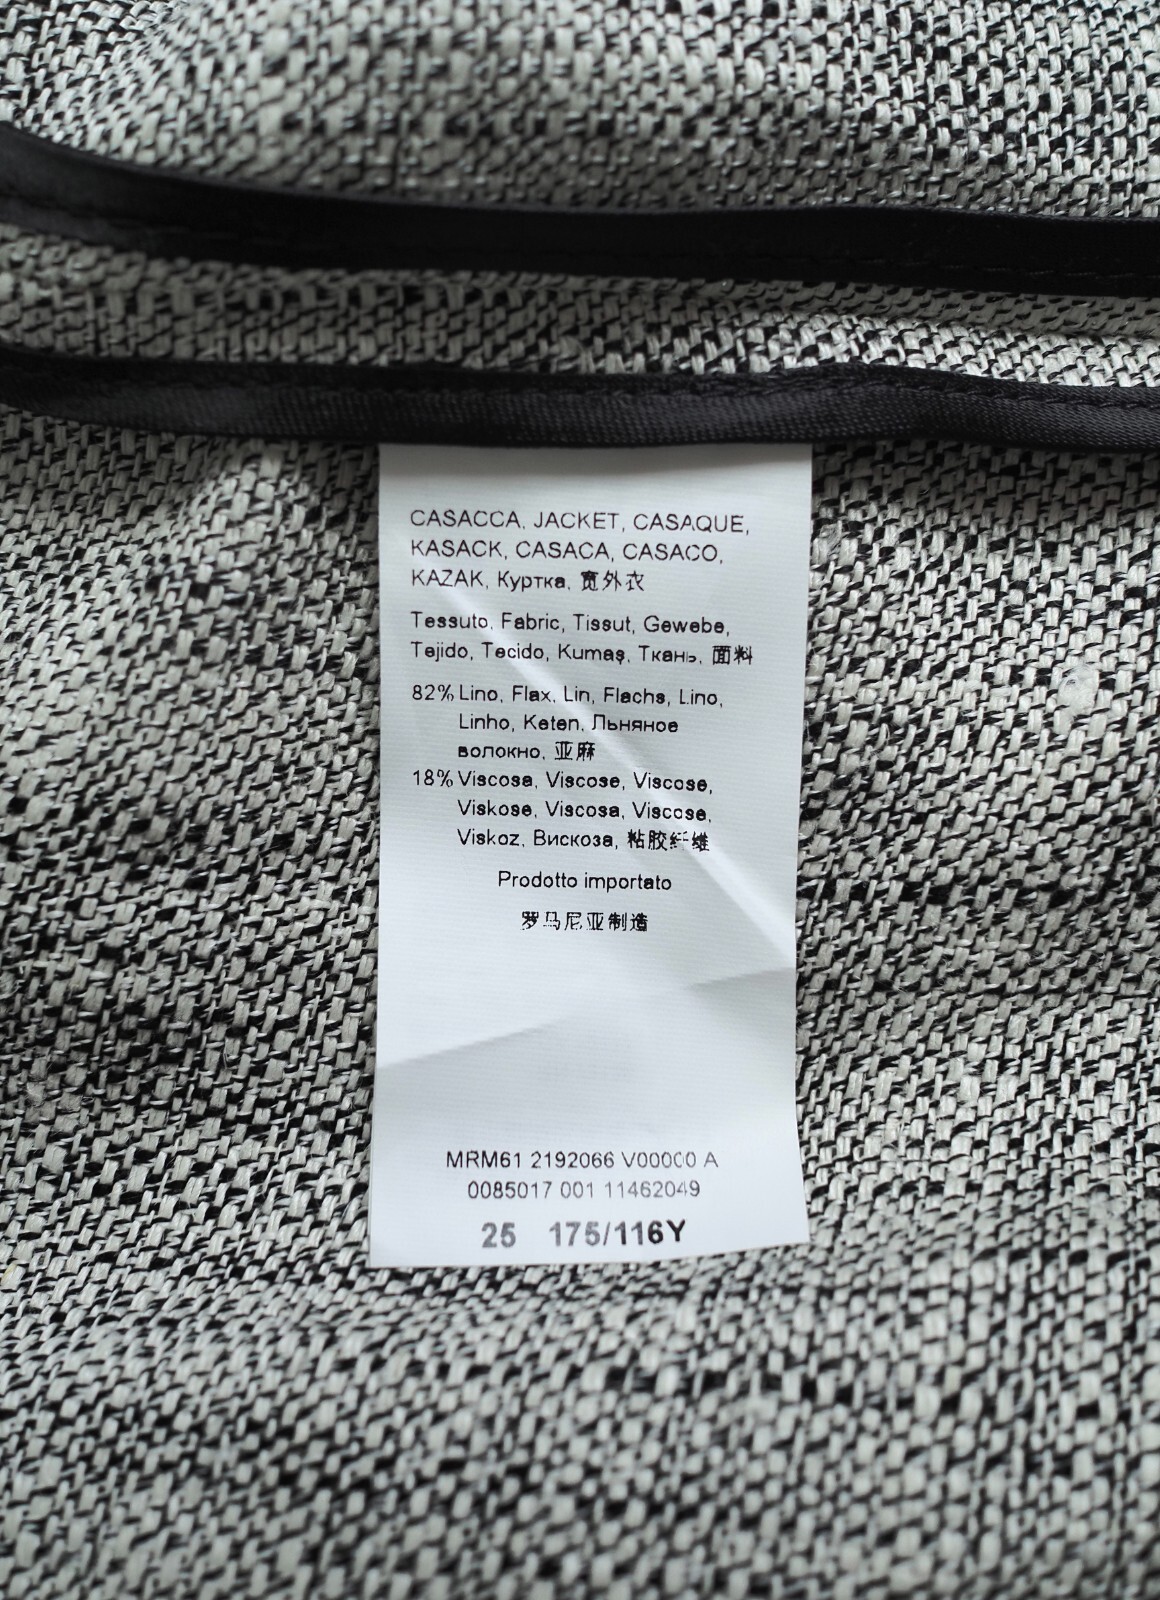 CASACCA, JACKET, CASAQUE,
KASACK, CASACA, CASACO,
KAZAK, Куртка, 宽外衣
Tessuto, Fabric, Tissut, Gewebe,
Tejido, Tecido, Kumaş, Ткань, 面料
82% Lino, Flax, Lin, Flachs, Lino,
Linho, Keten, Льняное
волокно, 亚麻
18% Viscosa, Viscose, Viscose,
Viskose, Viscosa, Viscose,
Viskoz, Вискоза, 粘胶纤维
Prodotto importato
罗马尼亚制造
MRM61 2192066 V00000 A
0085017 001 11462049
25 175/116Y